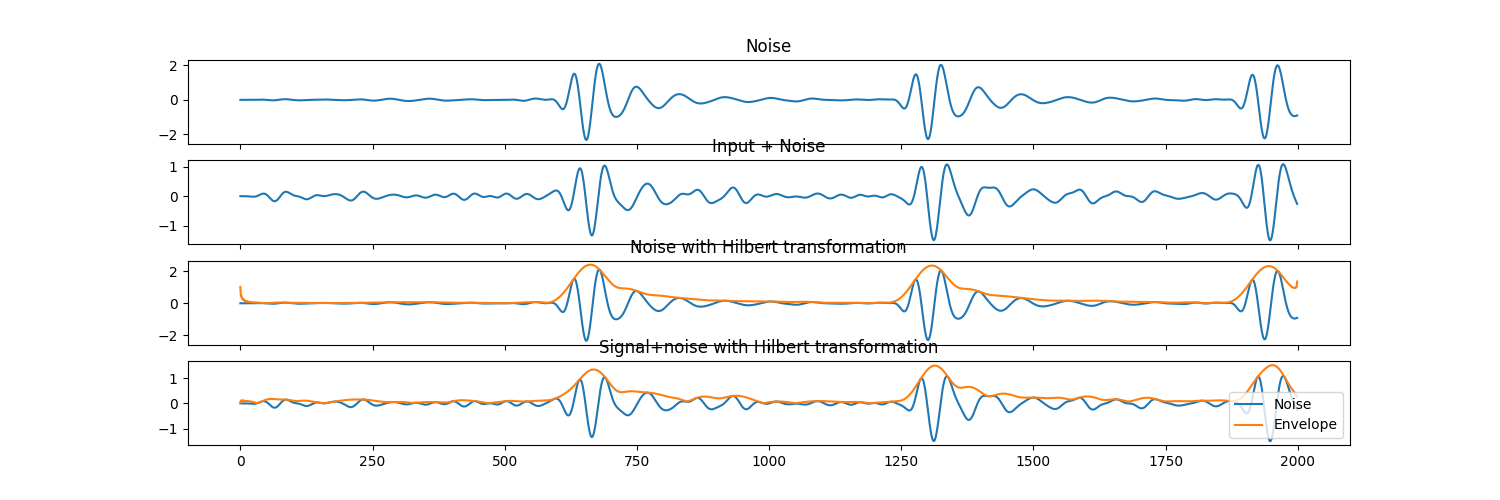 Noise
2
0
−2
Input + Noise
1
0
−1
Noise with Hilbert transformation
2
0
−2
Signal+noise with Hilbert transformation
1
0
−1
Noise
Envelope
0 250 500 750 1000 1250 1500 1750 2000